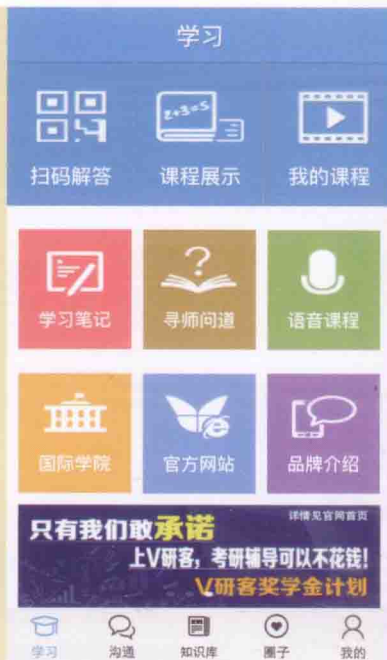 学习
2+3=5
扫码解答 课程展示 我的课程
?
学习笔记 寻师问道 语音课程
国际学院 官方网站 品牌介绍
详情见官网首页
只有我们敢承诺
上V研客，考研辅导可以不花钱!
V研客奖学金计划
学习 沟通 知识库 圈子 我的